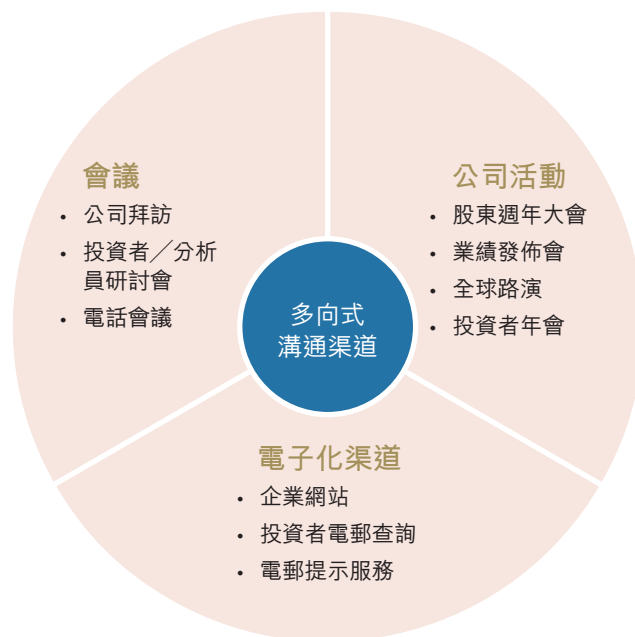 會議
• 公司拜訪
• 投資者／分析
員研討會
• 電話會議
公司活動
• 股東週年大會
• 業績發佈會
• 全球路演
• 投資者年會
多向式
溝通渠道
電子化渠道
• 企業網站
• 投資者電郵查詢
• 電郵提示服務